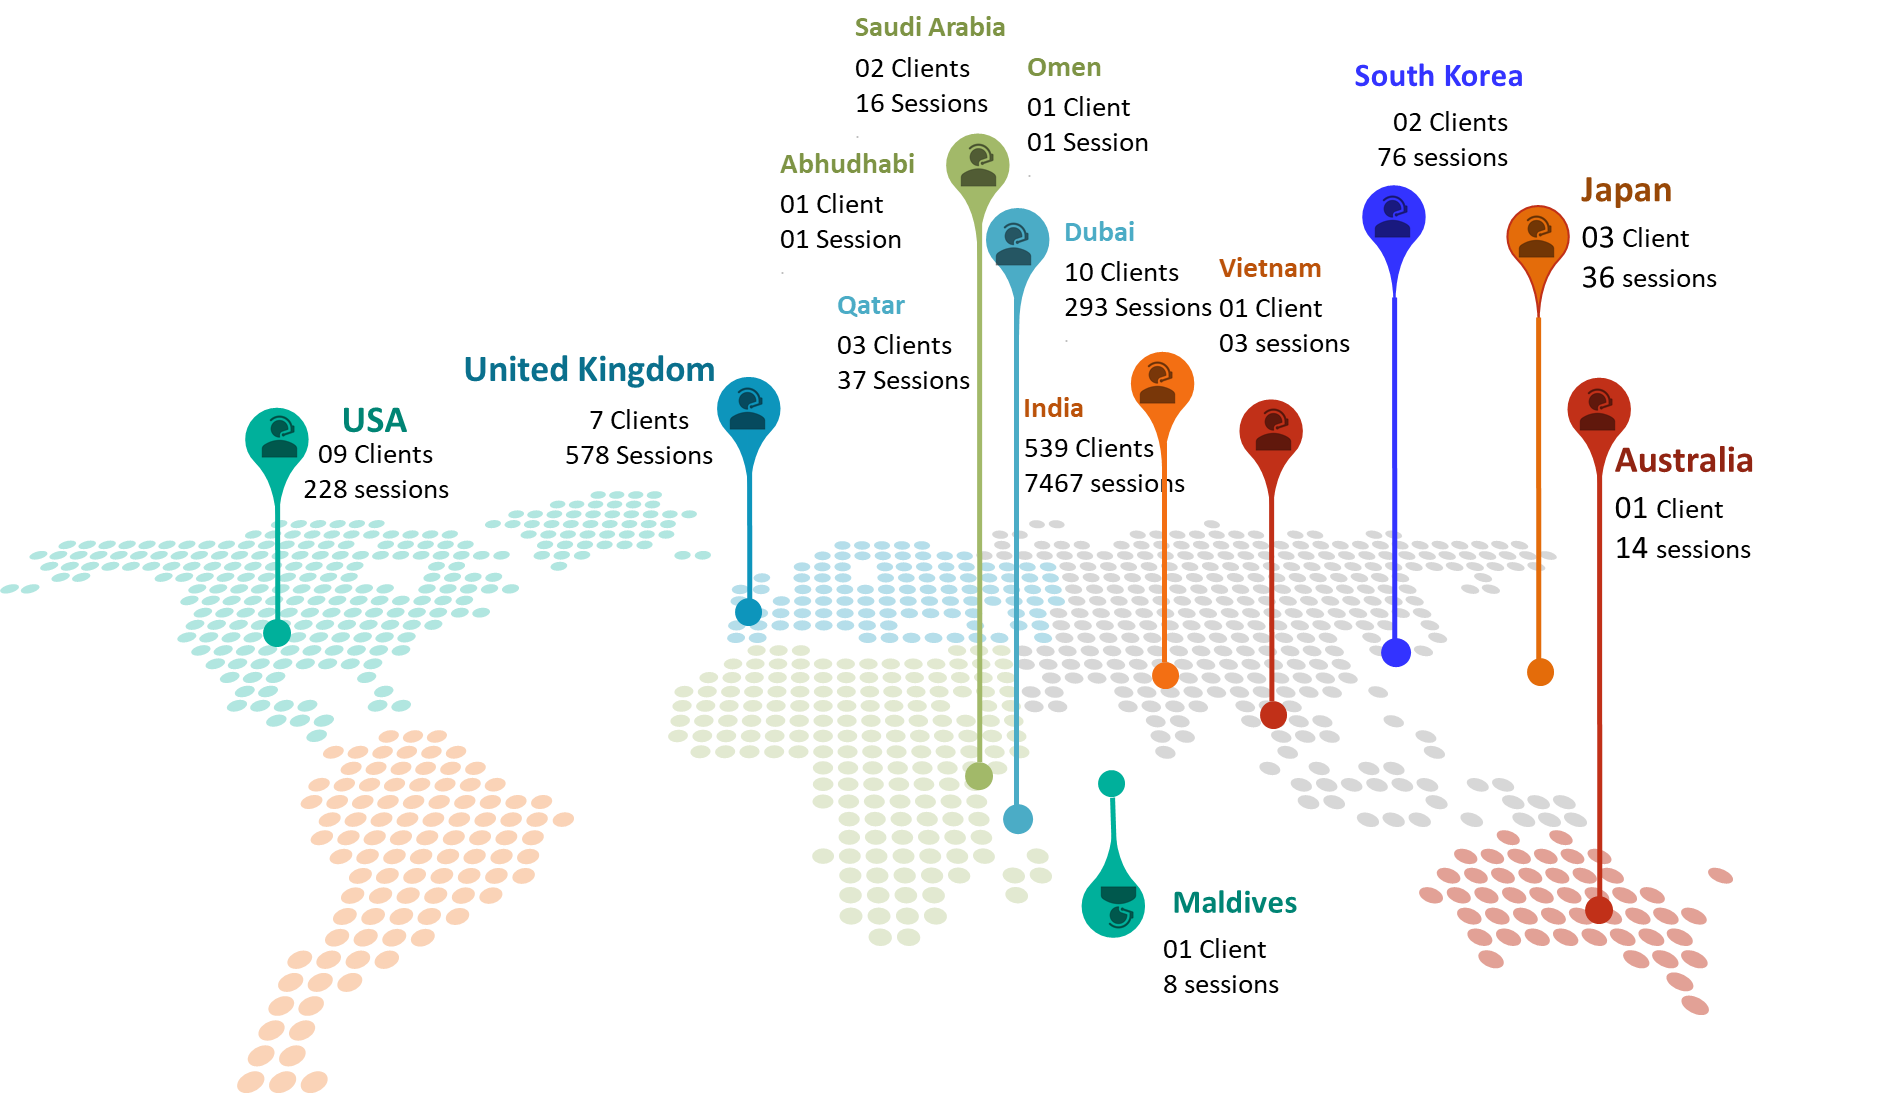 Saudi Arabia
02 Clients
16 Sessions
Omen
01 Client
01 Session
Abhudhabi
01 Client
01 Session
Dubai
10 Clients
293 Sessions
Qatar
03 Clients
37 Sessions
South Korea
02 Clients
76 sessions
Japan
03 Client
36 sessions
Vietnam
01 Client
03 sessions
United Kingdom
7 Clients
578 Sessions
USA
09 Clients
228 sessions
India
539 Clients
7467 sessions
Australia
01 Client
14 sessions
Maldives
01 Client
8 sessions